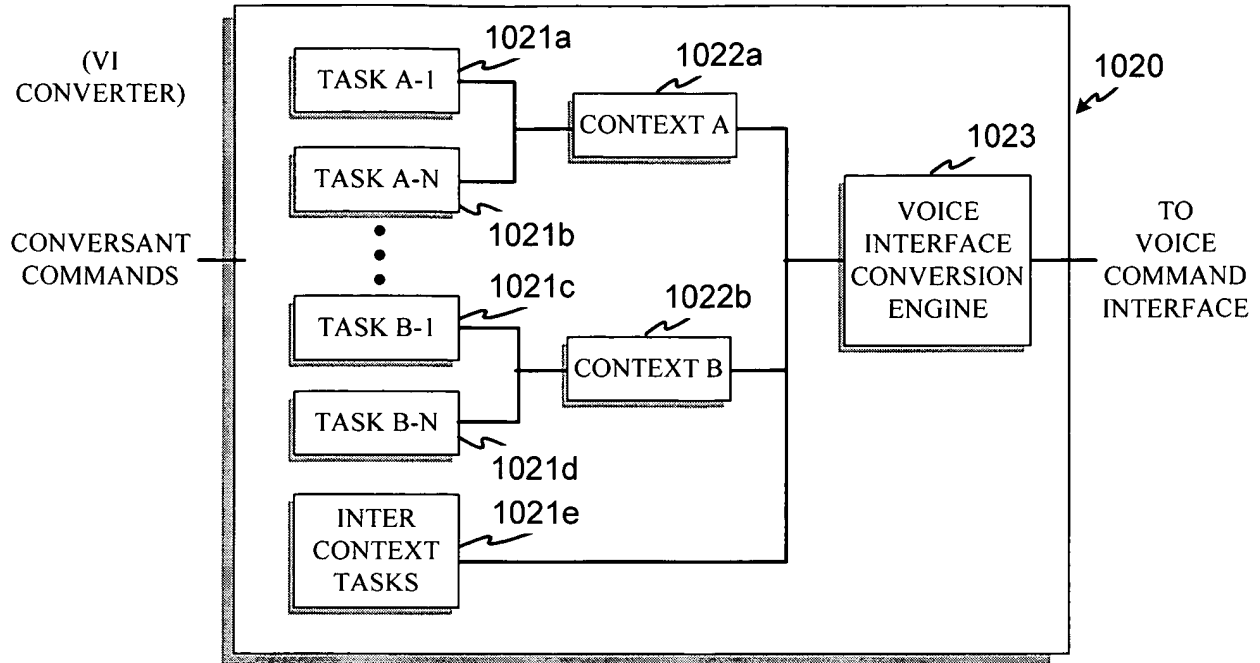 (VI
CONVERTER)
CONVERSANT
COMMANDS
1021a
TASK A-1
TASK A-N
1021b
1021c
TASK B-1
TASK B-N
1021d
1021e
INTER
CONTEXT
TASKS
1022a
CONTEXT A
1022b
CONTEXT B
1023
VOICE
INTERFACE
CONVERSION
ENGINE
1020
TO
VOICE
COMMAND
INTERFACE